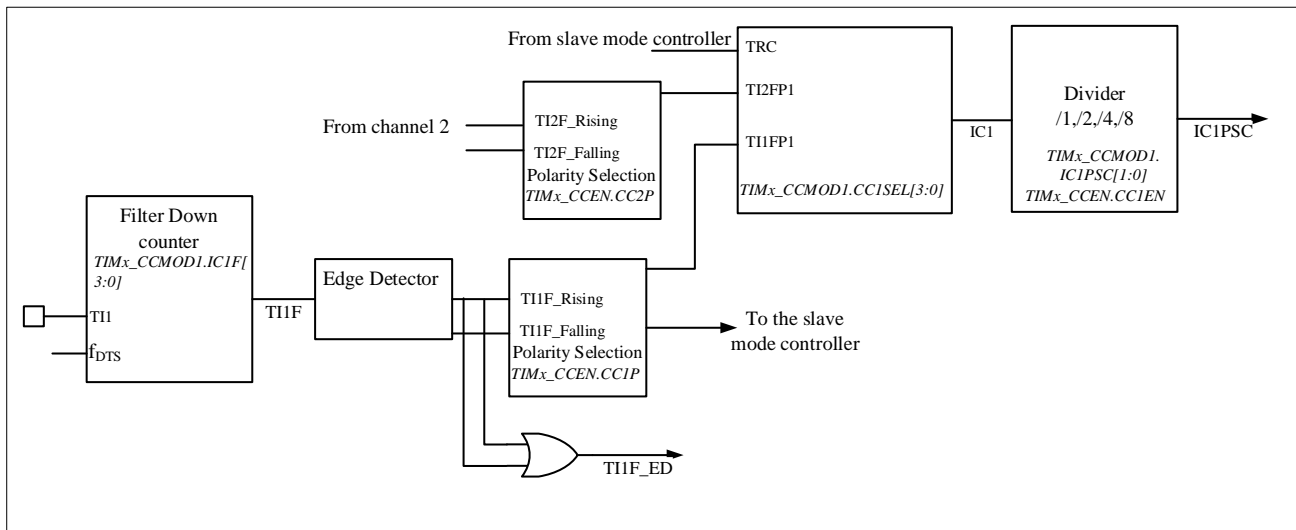 From slave mode controller
TRC
TI2FP1
TI1FP1
TIMx_CCMOD1.CC1SEL[3:0]
IC1
Divider
/1,/2,/4,/8
TIMx_CCMOD1.
IC1PSC[1:0]
TIMx_CCEN.CC1EN
IC1PSC
From channel 2
TI2F_Rising
TI2F_Falling
Polarity Selection
TIMx_CCEN.CC2P
Filter Down
counter
TIMx_CCMOD1.IC1F[
3:0]
TI1
fDTS
TI1F
Edge Detector
TI1F_Rising
TI1F_Falling
Polarity Selection
TIMx_CCEN.CC1P
To the slave
mode controller
TI1F_ED